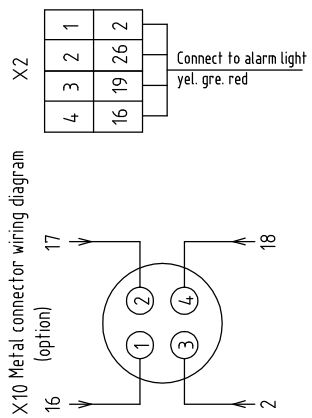 X2
1 2
2 26
3 19
4 16
Connect to alarm light
yel. gre. red
X10 Metal connector wiring diagram
(option)
17
18
2 4
1 3
16
2